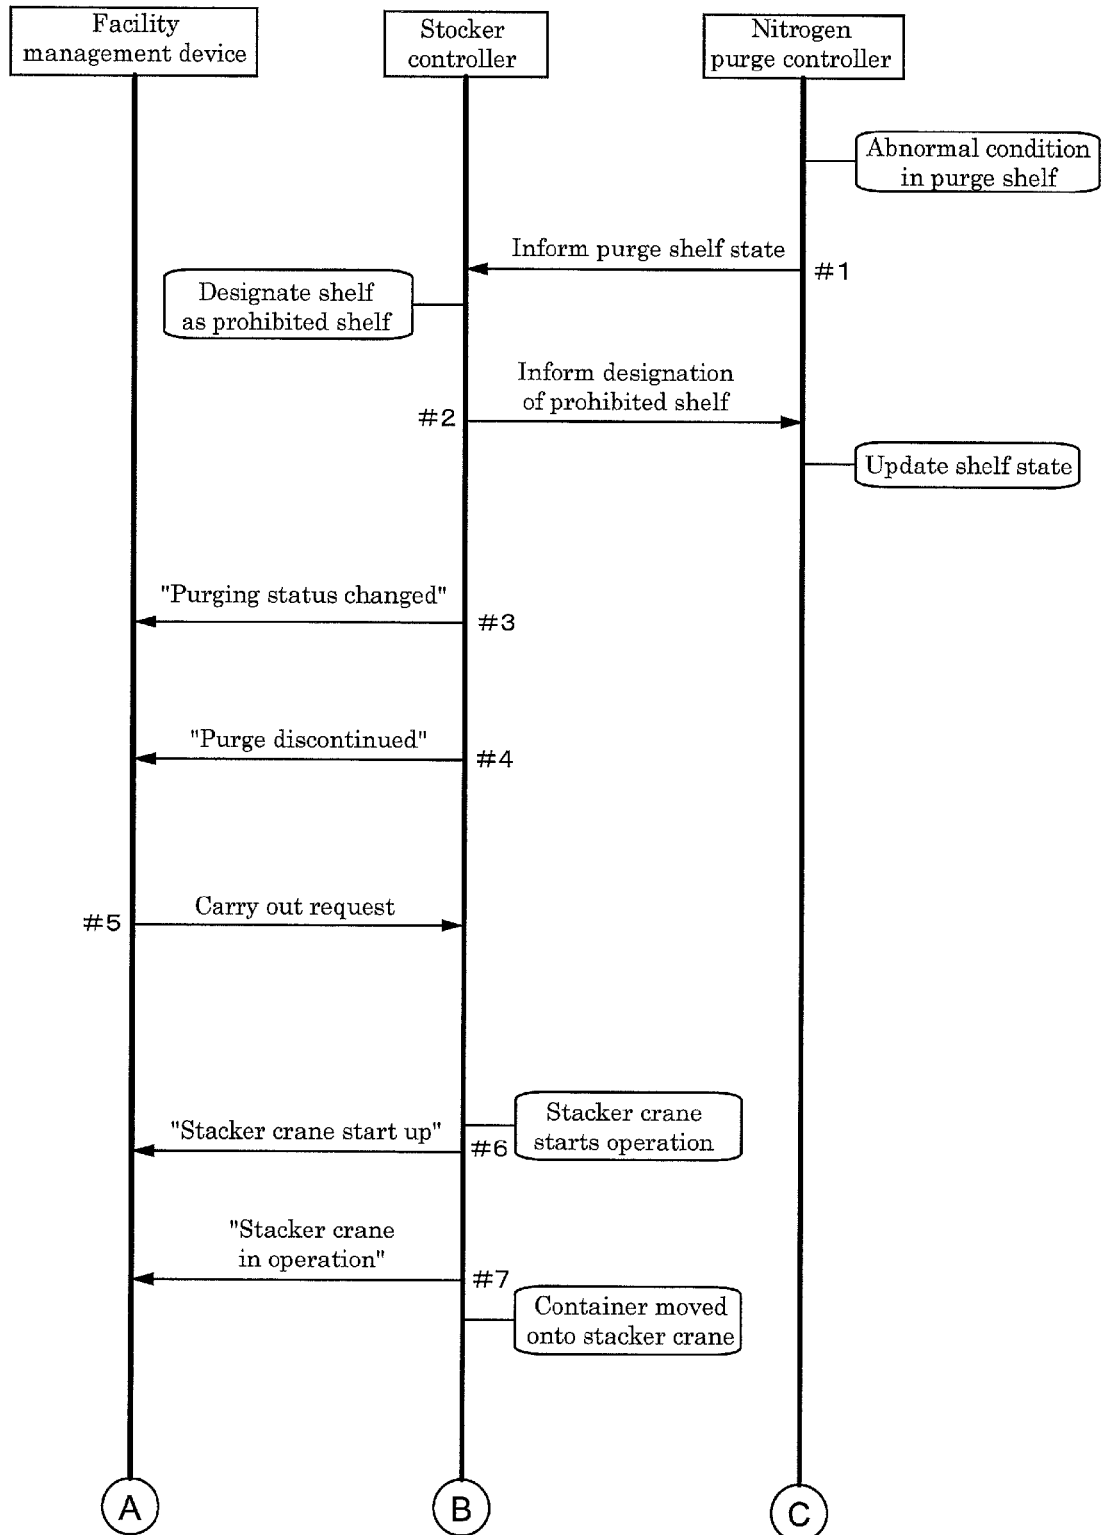 Facility
management device
Stocker
controller
Nitrogen
purge controller
Abnormal condition
in purge shelf
Inform purge shelf state
#1
Designate shelf
as prohibited shelf
Inform designation
of prohibited shelf
#2
Update shelf state
"Purging status changed"
#3
"Purge discontinued"
#4
Carry out request
#5
Stacker crane
starts operation
"Stacker crane start up"
#6
"Stacker crane
in operation"
#7
Container moved
onto stacker crane
A
B
C